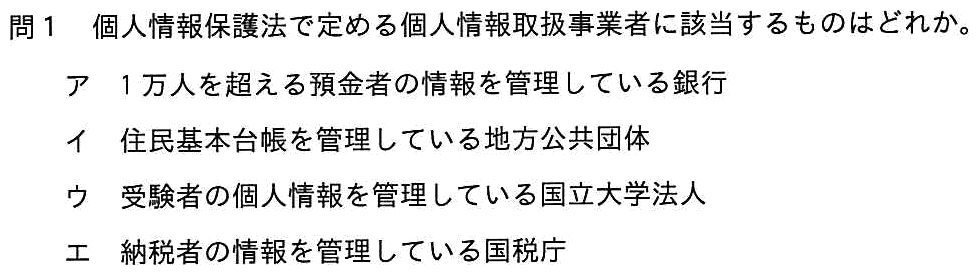 問1 個人情報保護法で定める個人情報取扱事業者に該当するものはどれか。
ア 1万人を超える預金者の情報を管理している銀行
イ 住民基本台帳を管理している地方公共団体
ウ 受験者の個人情報を管理している国立大学法人
エ 納税者の情報を管理している国税庁